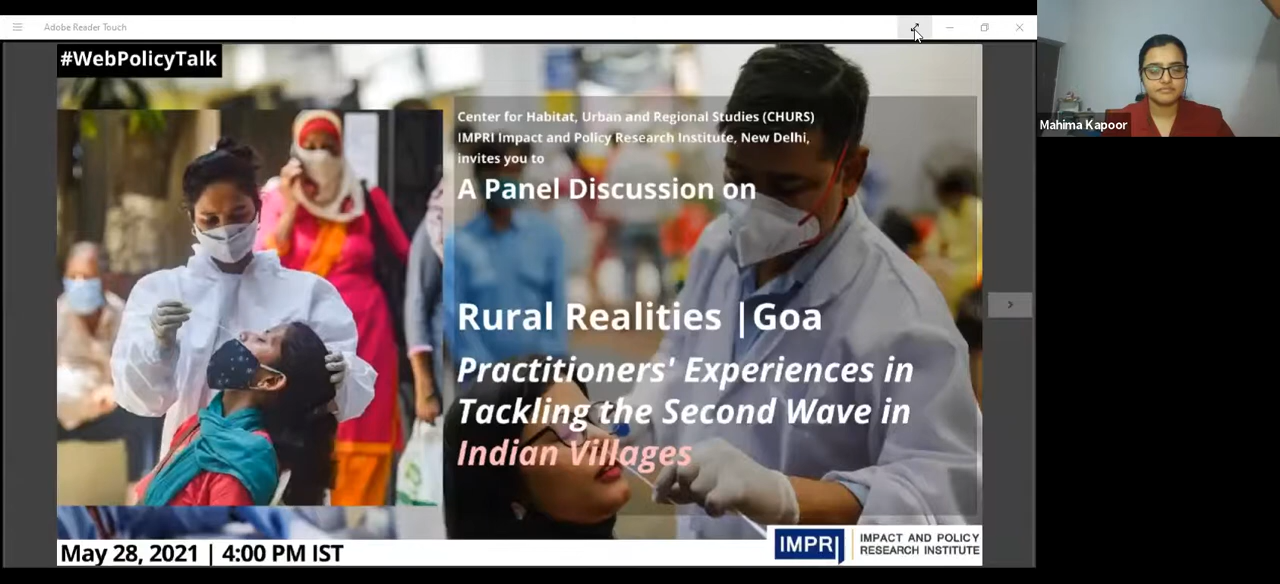 Adobe Reader Touch
#WebPolicyTalk
Center for Habitat, Urban and Regional Studies (CHURS)
IMPRI Impact and Policy Research Institute, New Delhi,
invites you to
A Panel Discussion on
Rural Realities |Goa
Practitioners' Experiences in
Tackling the Second Wave in
Indian Villages
May 28, 2021 | 4:00 PM IST
IMPRI
IMPACT AND POLICY
RESEARCH INSTITUTE
Mahima Kapoor